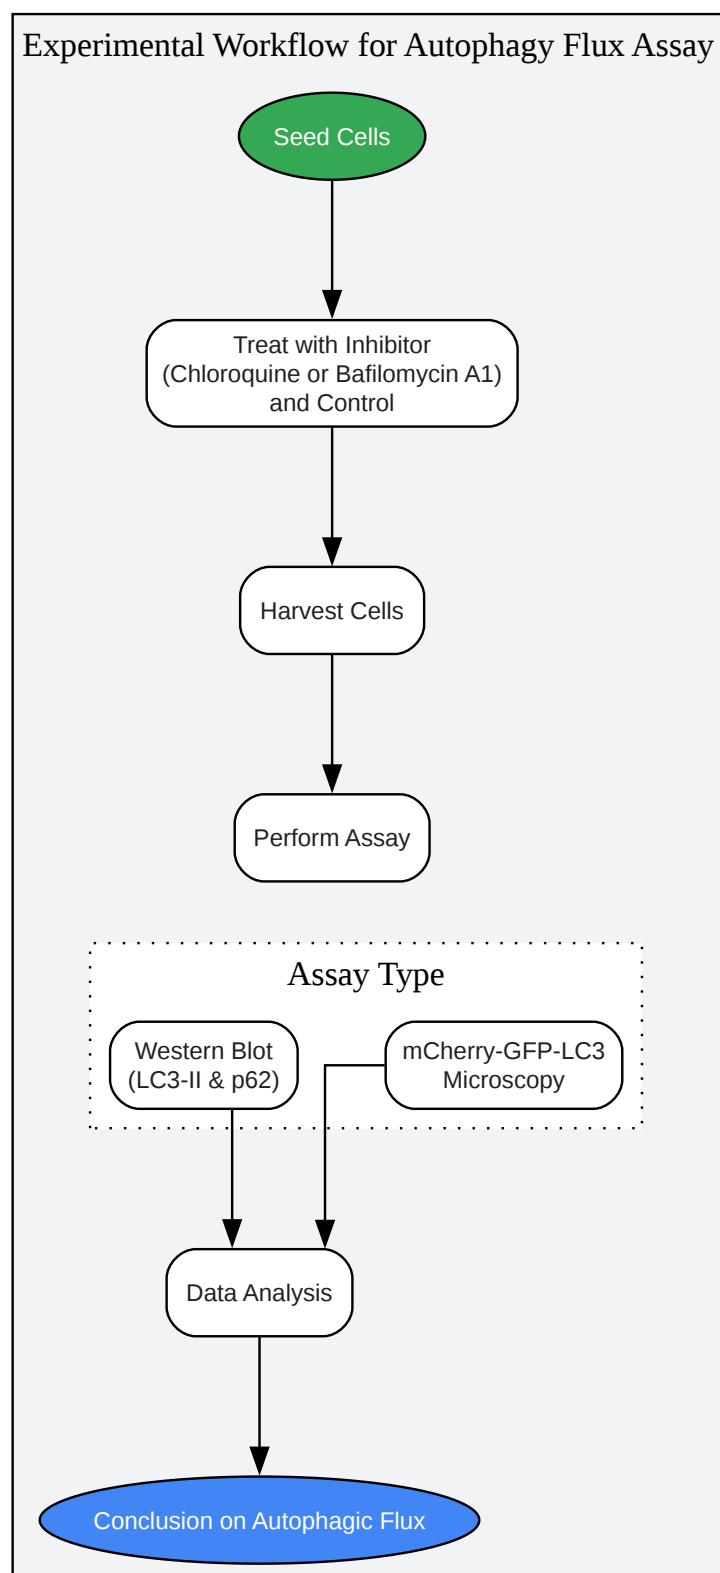 Experimental Workflow for Autophagy Flux Assay
Seed Cells
Treat with Inhibitor
(Chloroquine or Bafilomycin A1)
and Control
Harvest Cells
Perform Assay
Assay Type
Western Blot
(LC3-II & p62)
mCherry-GFP-LC3
Microscopy
Data Analysis
Conclusion on Autophagic Flux